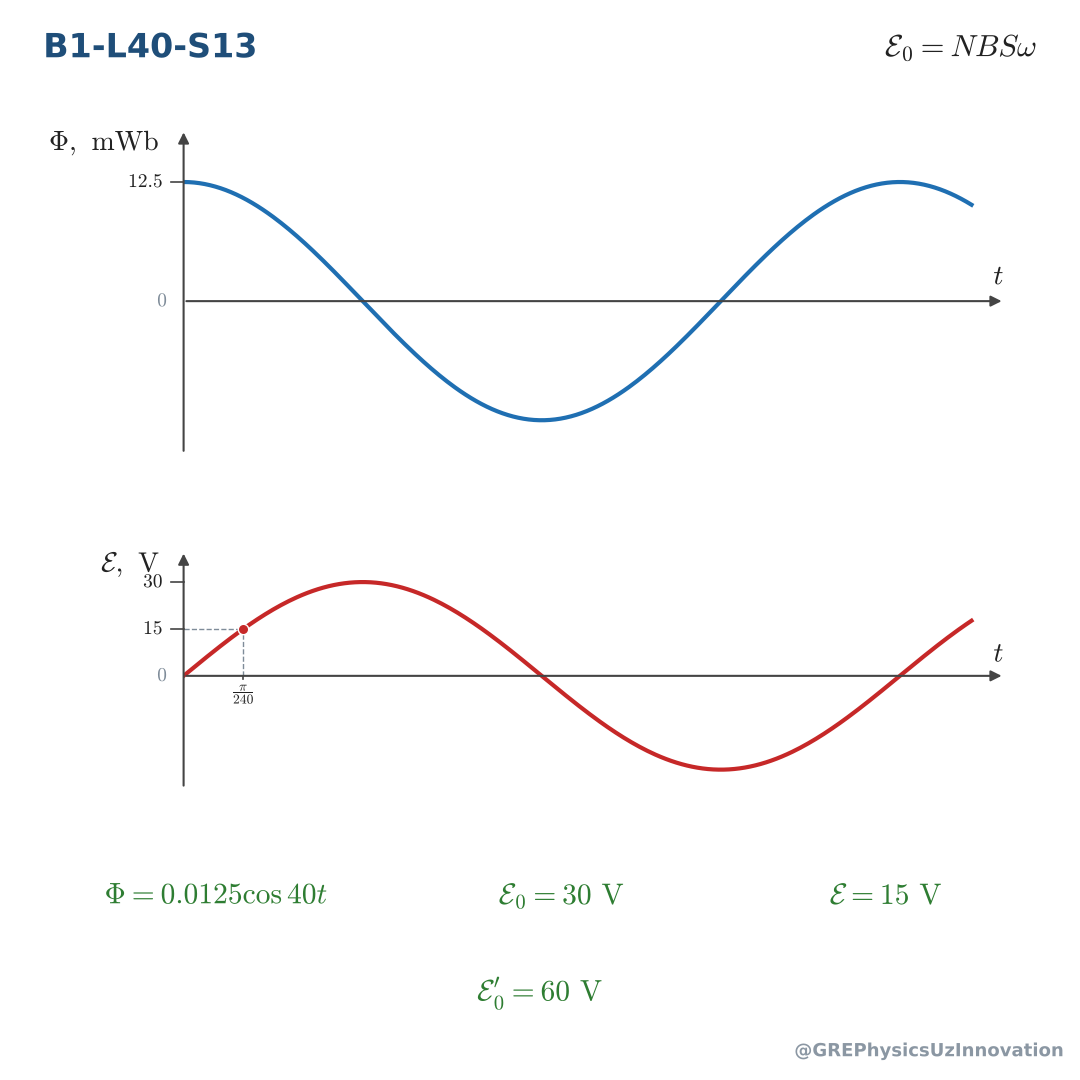 B1-L40-S13
ℰ₀ = NBSω
Φ, mWb
12.5
0
t
ℰ, V
30
15
0
t
π/240
Φ = 0.0125cos 40t
ℰ₀ = 30 V
ℰ = 15 V
ℰ₀′ = 60 V
@GREPhysicsUzInnovation